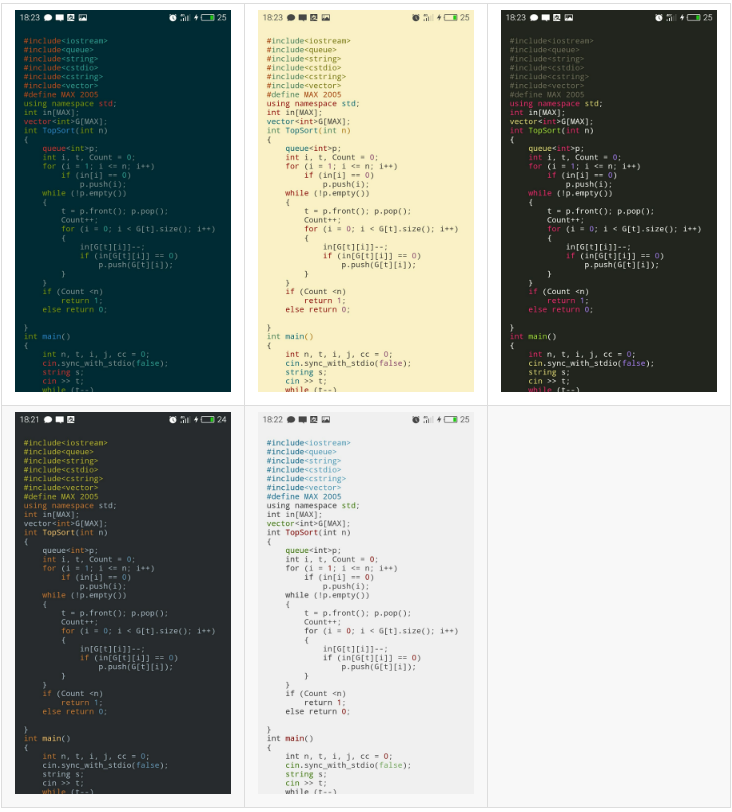 18:23 25
#include<iostream>
#include<queue>
#include<string>
#include<cstdio>
#include<cstring>
#include<vector>
#define MAX 2005
using namespace std;
int in[MAX];
vector<int>G[MAX];
int TopSort(int n)
{
queue<int>p;
int i, t, Count = 0;
for (i = 1; i <= n; i++)
if (in[i] == 0)
p.push(i);
while (!p.empty())
{
t = p.front(); p.pop();
Count++;
for (i = 0; i < G[t].size(); i++)
{
in[G[t][i]]--;
if (in[G[t][i]] == 0)
p.push(G[t][i]);
}
}
if (Count <n)
return 1;
else return 0;
}
int main()
{
int n, t, i, j, cc = 0;
cin.sync_with_stdio(false);
string s;
cin >> t;
while (t--)
18:23 25
#include<iostream>
#include<queue>
#include<string>
#include<cstdio>
#include<cstring>
#include<vector>
#define MAX 2005
using namespace std;
int in[MAX];
vector<int>G[MAX];
int TopSort(int n)
{
queue<int>p;
int i, t, Count = 0;
for (i = 1; i <= n; i++)
if (in[i] == 0)
p.push(i);
while (!p.empty())
{
t = p.front(); p.pop();
Count++;
for (i = 0; i < G[t].size(); i++)
{
in[G[t][i]]--;
if (in[G[t][i]] == 0)
p.push(G[t][i]);
}
}
if (Count <n)
return 1;
else return 0;
}
int main()
{
int n, t, i, j, cc = 0;
cin.sync_with_stdio(false);
string s;
cin >> t;
while (t--)
18:23 25
#include<iostream>
#include<queue>
#include<string>
#include<cstdio>
#include<cstring>
#include<vector>
#define MAX 2005
using namespace std;
int in[MAX];
vector<int>G[MAX];
int TopSort(int n)
{
queue<int>p;
int i, t, Count = 0;
for (i = 1; i <= n; i++)
if (in[i] == 0)
p.push(i);
while (!p.empty())
{
t = p.front(); p.pop();
Count++;
for (i = 0; i < G[t].size(); i++)
{
in[G[t][i]]--;
if (in[G[t][i]] == 0)
p.push(G[t][i]);
}
}
if (Count <n)
return 1;
else return 0;
}
int main()
{
int n, t, i, j, cc = 0;
cin.sync_with_stdio(false);
string s;
cin >> t;
while (t--)
18:21 24
#include<iostream>
#include<queue>
#include<string>
#include<cstdio>
#include<cstring>
#include<vector>
#define MAX 2005
using namespace std;
int in[MAX];
vector<int>G[MAX];
int TopSort(int n)
{
queue<int>p;
int i, t, Count = 0;
for (i = 1; i <= n; i++)
if (in[i] == 0)
p.push(i);
while (!p.empty())
{
t = p.front(); p.pop();
Count++;
for (i = 0; i < G[t].size(); i++)
{
in[G[t][i]]--;
if (in[G[t][i]] == 0)
p.push(G[t][i]);
}
}
if (Count <n)
return 1;
else return 0;
}
int main()
{
int n, t, i, j, cc = 0;
cin.sync_with_stdio(false);
string s;
cin >> t;
while (t--)
18:22 25
#include<iostream>
#include<queue>
#include<string>
#include<cstdio>
#include<cstring>
#include<vector>
#define MAX 2005
using namespace std;
int in[MAX];
vector<int>G[MAX];
int TopSort(int n)
{
queue<int>p;
int i, t, Count = 0;
for (i = 1; i <= n; i++)
if (in[i] == 0)
p.push(i);
while (!p.empty())
{
t = p.front(); p.pop();
Count++;
for (i = 0; i < G[t].size(); i++)
{
in[G[t][i]]--;
if (in[G[t][i]] == 0)
p.push(G[t][i]);
}
}
if (Count <n)
return 1;
else return 0;
}
int main()
{
int n, t, i, j, cc = 0;
cin.sync_with_stdio(false);
string s;
cin >> t;
while (t--)